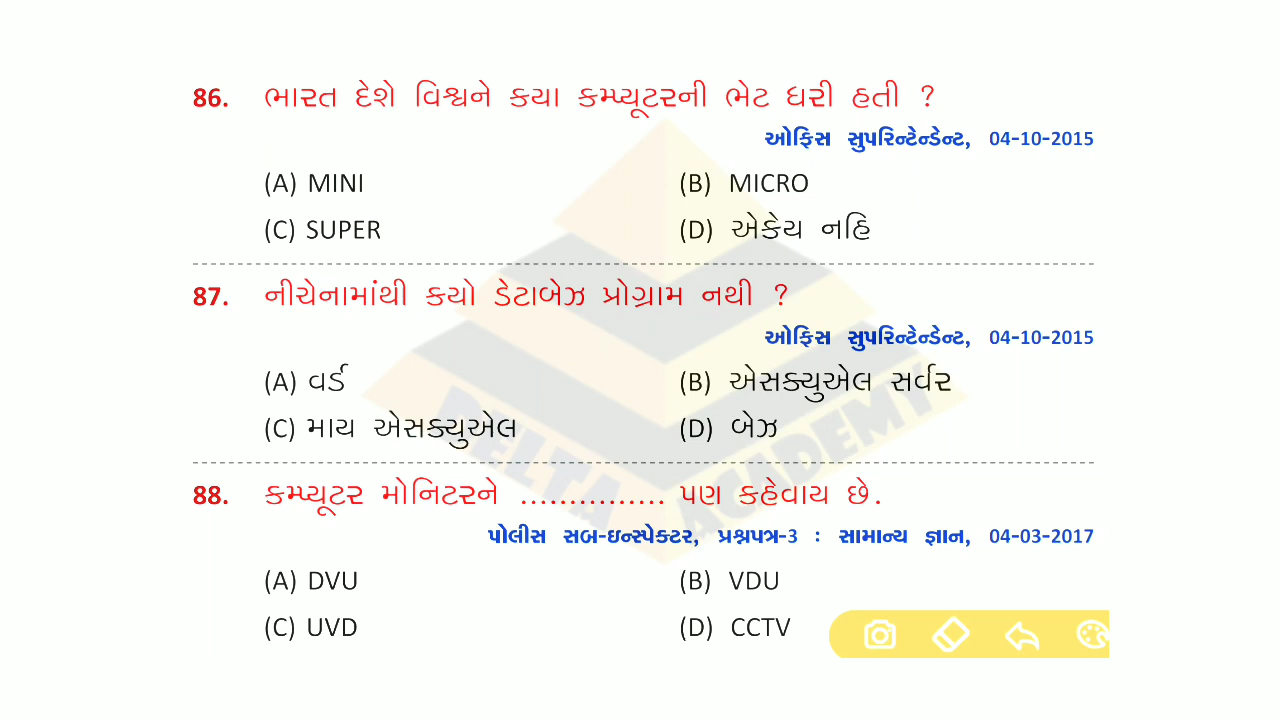 86. ભારત દેશે વિશ્વને કયા કમ્પ્યૂટરની ભેટ ધરી હતી ?
ઓફિસ સુપરિન્ટેન્ડેન્ટ, 04-10-2015
(A) MINI (B) MICRO
(C) SUPER (D) એકેય નહિ
87. નીચેનામાંથી કયો ડેટાબેઝ પ્રોગ્રામ નથી ?
ઓફિસ સુપરિન્ટેન્ડેન્ટ, 04-10-2015
(A) વર્ડ (B) એસક્યુએલ સર્વર
(C) માય એસક્યુએલ (D) બેઝ
88. કમ્પ્યૂટર મોનિટરને ............... પણ કહેવાય છે.
પોલીસ સબ-ઇન્સ્પેક્ટર, પ્રશ્નપત્ર-3 : સામાન્ય જ્ઞાન, 04-03-2017
(A) DVU (B) VDU
(C) UVD (D) CCTV
DELTA ACADEMY